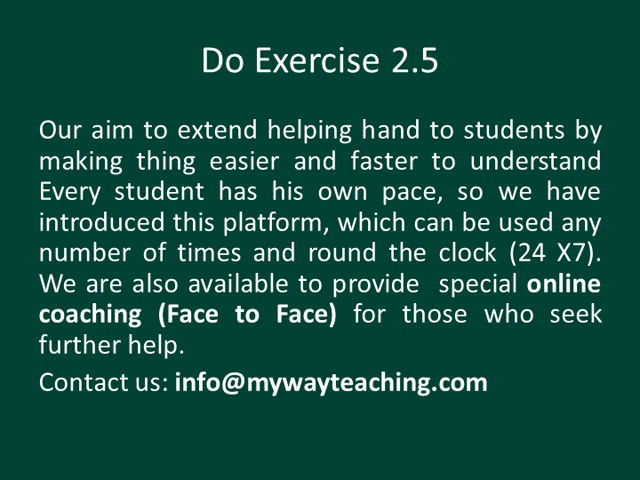 Do Exercise 2.5
Our aim to extend helping hand to students by
making thing easier and faster to understand
Every student has his own pace, so we have
introduced this platform, which can be used any
number of times and round the clock (24 X7).
We are also available to provide special online
coaching (Face to Face) for those who seek
further help.
Contact us: info@mywayteaching.com